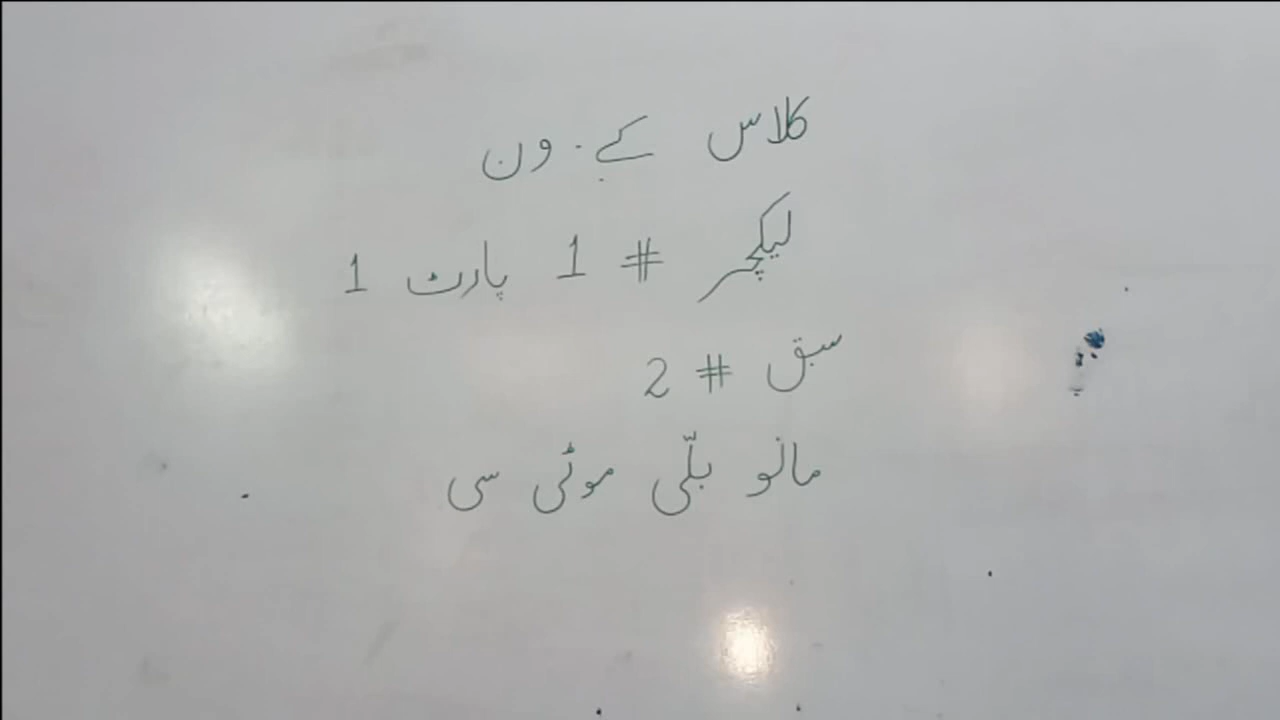 کلاس کے. ون
لیکچر # 1 پارٹ 1
سبق # 2
مانو بلّی موٹی سی